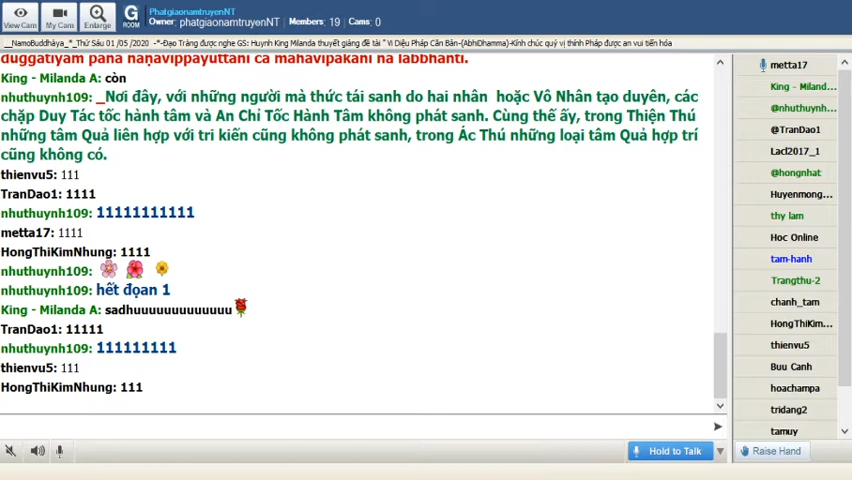 View Cam
My Cam
Enlarge
G
ROOM
PhatgiaonamtruyenNT
Owner: phatgiaonamtruyenNT | Members: 19 | Cams: 0
__NamoBuddhàya_*_Thứ Sáu 01 /05 /2020 -*-Đạo Tràng được nghe GS: Huynh King Milanda thuyết giảng đề tài " Vi Diệu Pháp Căn Bản-(AbhiDhamma)-Kính chúc quý vị thính Pháp được an vui tiến hóa
duggatiyaṃ pana ñāṇavippayuttāni ca mahāvipākāni na labbhanti.
King - Milanda A: còn
nhuthuynh109: _Nơi đây, với những người mà thức tái sanh do hai nhân hoặc Vô Nhân tạo duyên, các
chặp Duy Tác tốc hành tâm và An Chỉ Tốc Hành Tâm không phát sanh. Cùng thế ấy, trong Thiện Thú
những tâm Quả liên hợp với tri kiến cũng không phát sanh, trong Ác Thú những loại tâm Quả hợp trí
cũng không có.
thienvu5: 111
TranDao1: 1111
nhuthuynh109: 11111111111
metta17: 1111
HongThiKimNhung: 1111
nhuthuynh109:
nhuthuynh109: hết đọan 1
King - Milanda A: sadhuuuuuuuuuuuuu
TranDao1: 11111
nhuthuynh109: 111111111
thienvu5: 111
HongThiKimNhung: 111
Hold to Talk
metta17
King - Miland...
@nhuthuynh...
@TranDao1
Lacl2017_1
@hongnhat
Huyenmong...
thy lam
Hoc Online
tam-hanh
Trangthu-2
chanh_tam
HongThiKim...
thienvu5
Buu Canh
hoachampa
tridang2
tamuy
Raise Hand